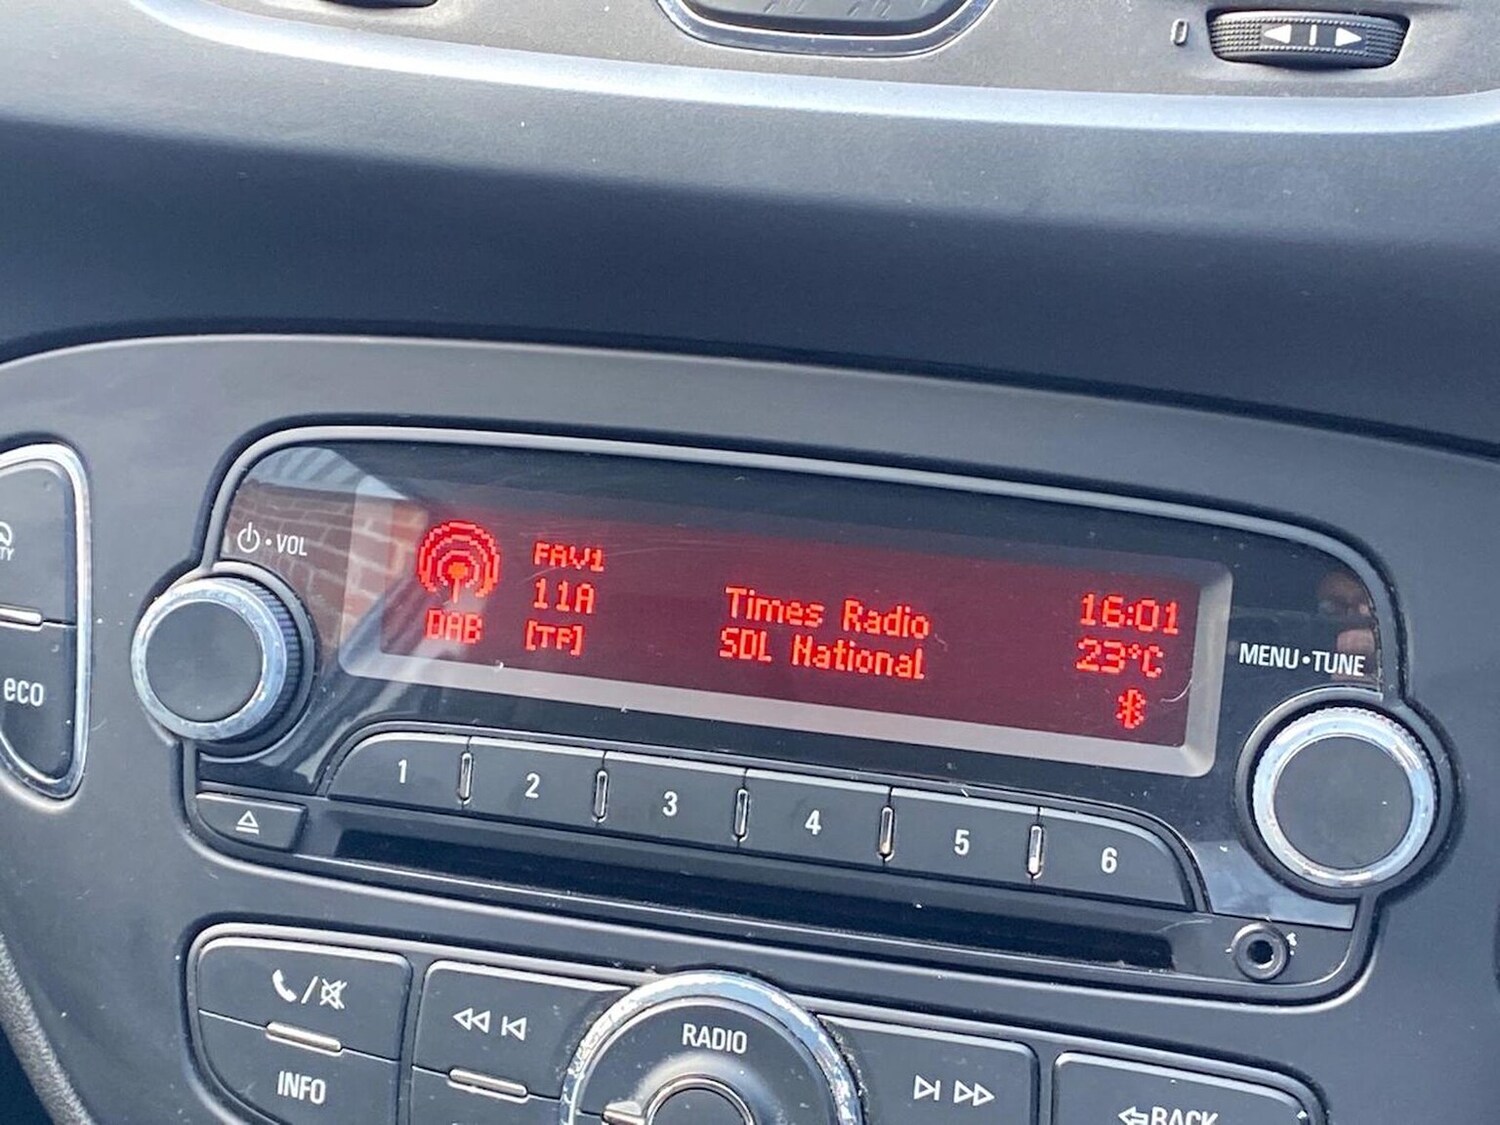 VOL
FAV1
11A
DAB
[TP]
Times Radio
SDL National
16:01
23°C
MENU•TUNE
eco
1
2
3
4
5
6
RADIO
INFO
BACK